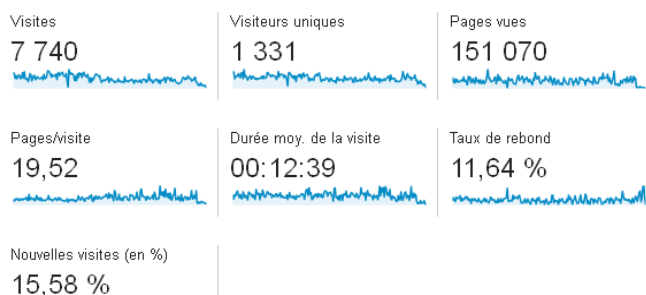 Visites
7 740
Visiteurs uniques
1 331
Pages vues
151 070
Pages/visite
19,52
Durée moy. de la visite
00:12:39
Taux de rebond
11,64 %
Nouvelles visites (en %)
15,58 %